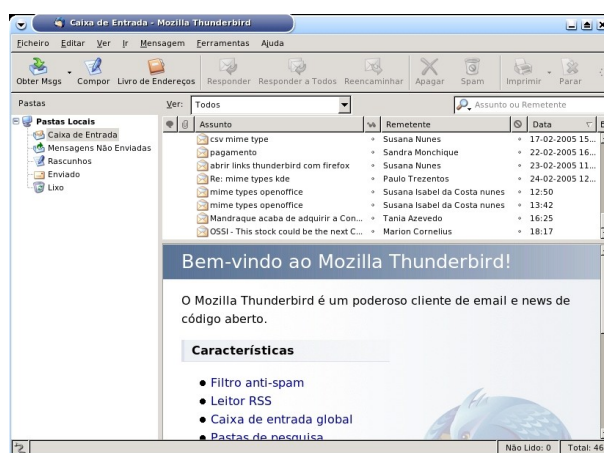 Caixa de Entrada - Mozilla Thunderbird
Ficheiro Editar Ver Ir Mensagem Ferramentas Ajuda
Obter Msgs Compor Livro de Endereços Responder Responder a Todos Reencaminhar Apagar Spam Imprimir Parar
Pastas Ver: Todos Assunto ou Remetente
Pastas Locais
Caixa de Entrada
Mensagens Não Enviadas
Rascunhos
Enviado
Lixo
Assunto Remetente Data
csv mime type Susana Nunes 17-02-2005 15...
pagamento Sandra Monchique 22-02-2005 16...
abrir links thunderbird com firefox Susana Nunes 23-02-2005 11...
Re: mime types kde Paulo Trezentos 24-02-2005 12...
mime types openoffice Susana Isabel da Costa nunes 12:50
mime types openoffice Susana Isabel da Costa nunes 13:42
Mandraque acaba de adquirir a Con... Tania Azevedo 16:25
OSSI - This stock could be the next C... Marion Cornelius 18:17
Bem-vindo ao Mozilla Thunderbird!
O Mozilla Thunderbird é um poderoso cliente de email e news de
código aberto.
Características
Filtro anti-spam
Leitor RSS
Caixa de entrada global
Pastas de pesquisa
Não Lido: 0 Total: 46